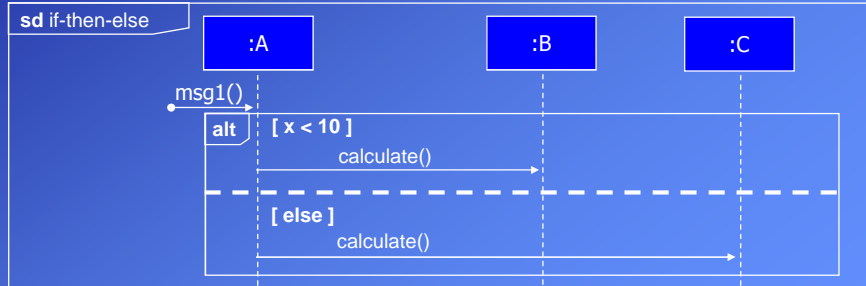 sd if-then-else
:A
:B
:C
msg1()
alt [ x < 10 ]
calculate()
[ else ]
calculate()